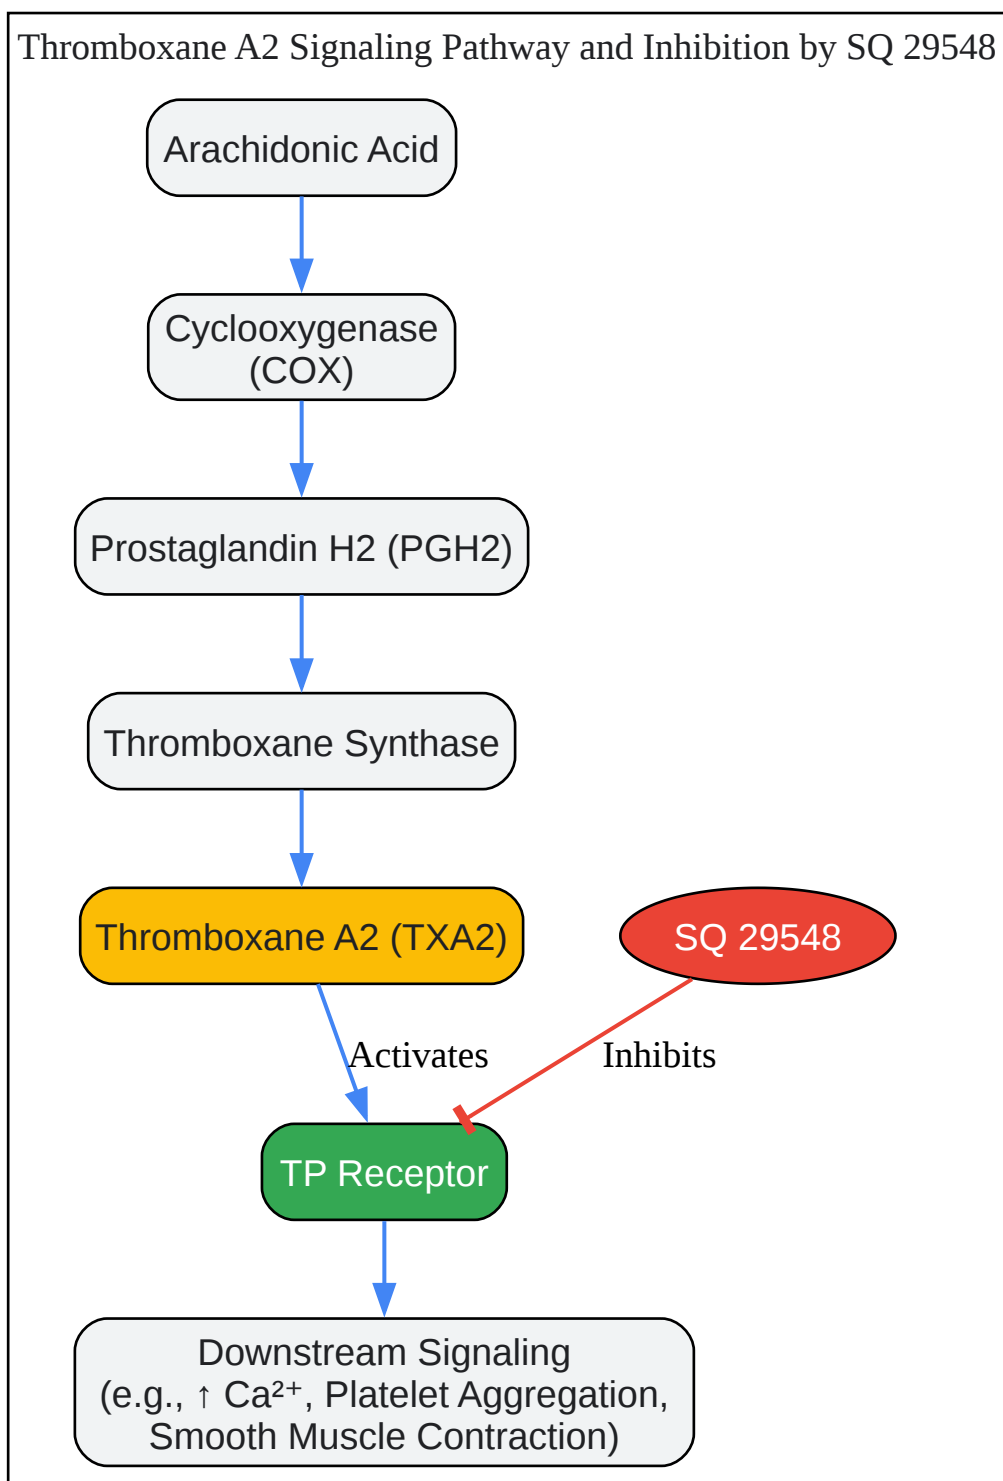 Thromboxane A2 Signaling Pathway and Inhibition by SQ 29548
Arachidonic Acid
Cyclooxygenase
(COX)
Prostaglandin H2 (PGH2)
Thromboxane Synthase
Thromboxane A2 (TXA2)
SQ 29548
Activates
Inhibits
TP Receptor
Downstream Signaling
(e.g., ↑ Ca²⁺, Platelet Aggregation,
Smooth Muscle Contraction)